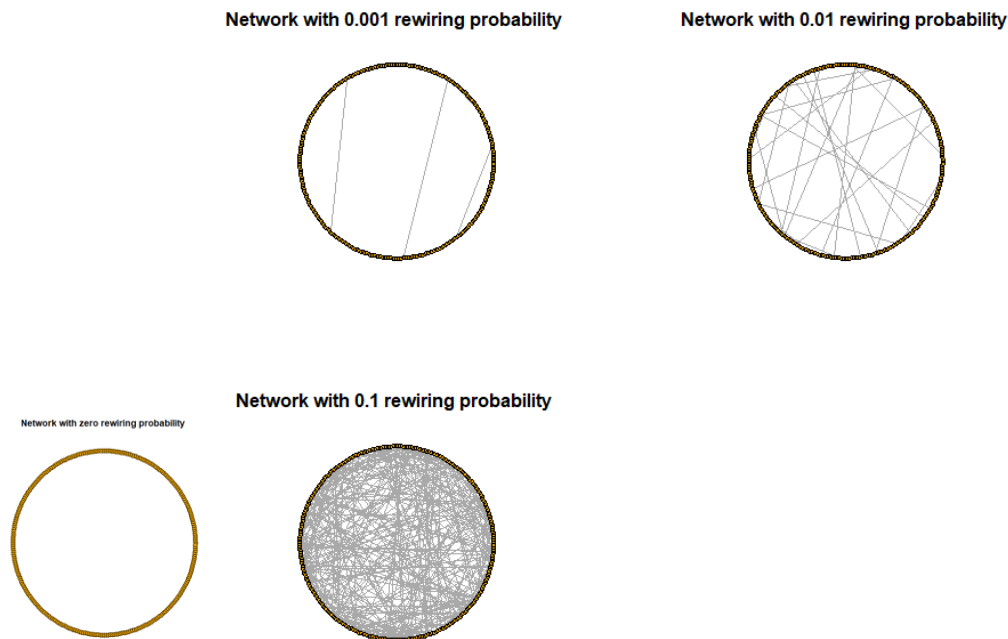 Network with 0.001 rewiring probability
Network with 0.01 rewiring probability
Network with 0.1 rewiring probability
Network with zero rewiring probability